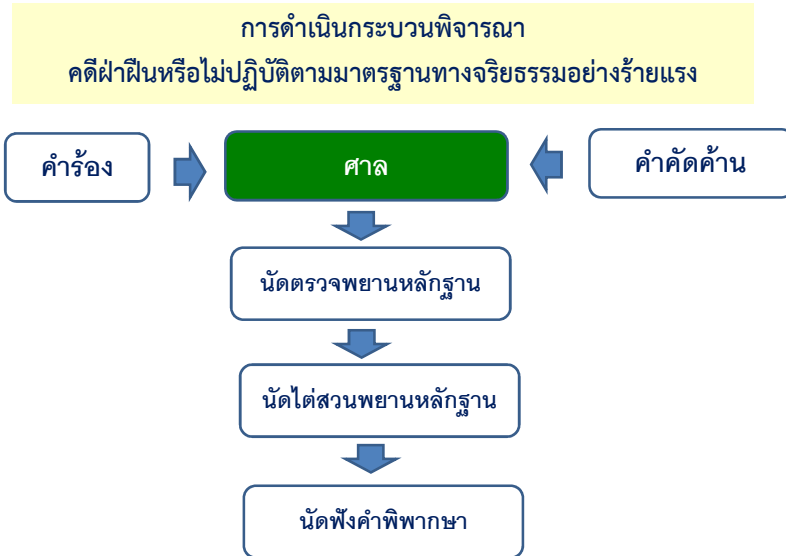 การดำเนินกระบวนพิจารณา
คดีฝ่าฝืนหรือไม่ปฏิบัติตามมาตรฐานทางจริยธรรมอย่างร้ายแรง
คำร้อง
ศาล
คำคัดค้าน
นัดตรวจพยานหลักฐาน
นัดไต่สวนพยานหลักฐาน
นัดฟังคำพิพากษา